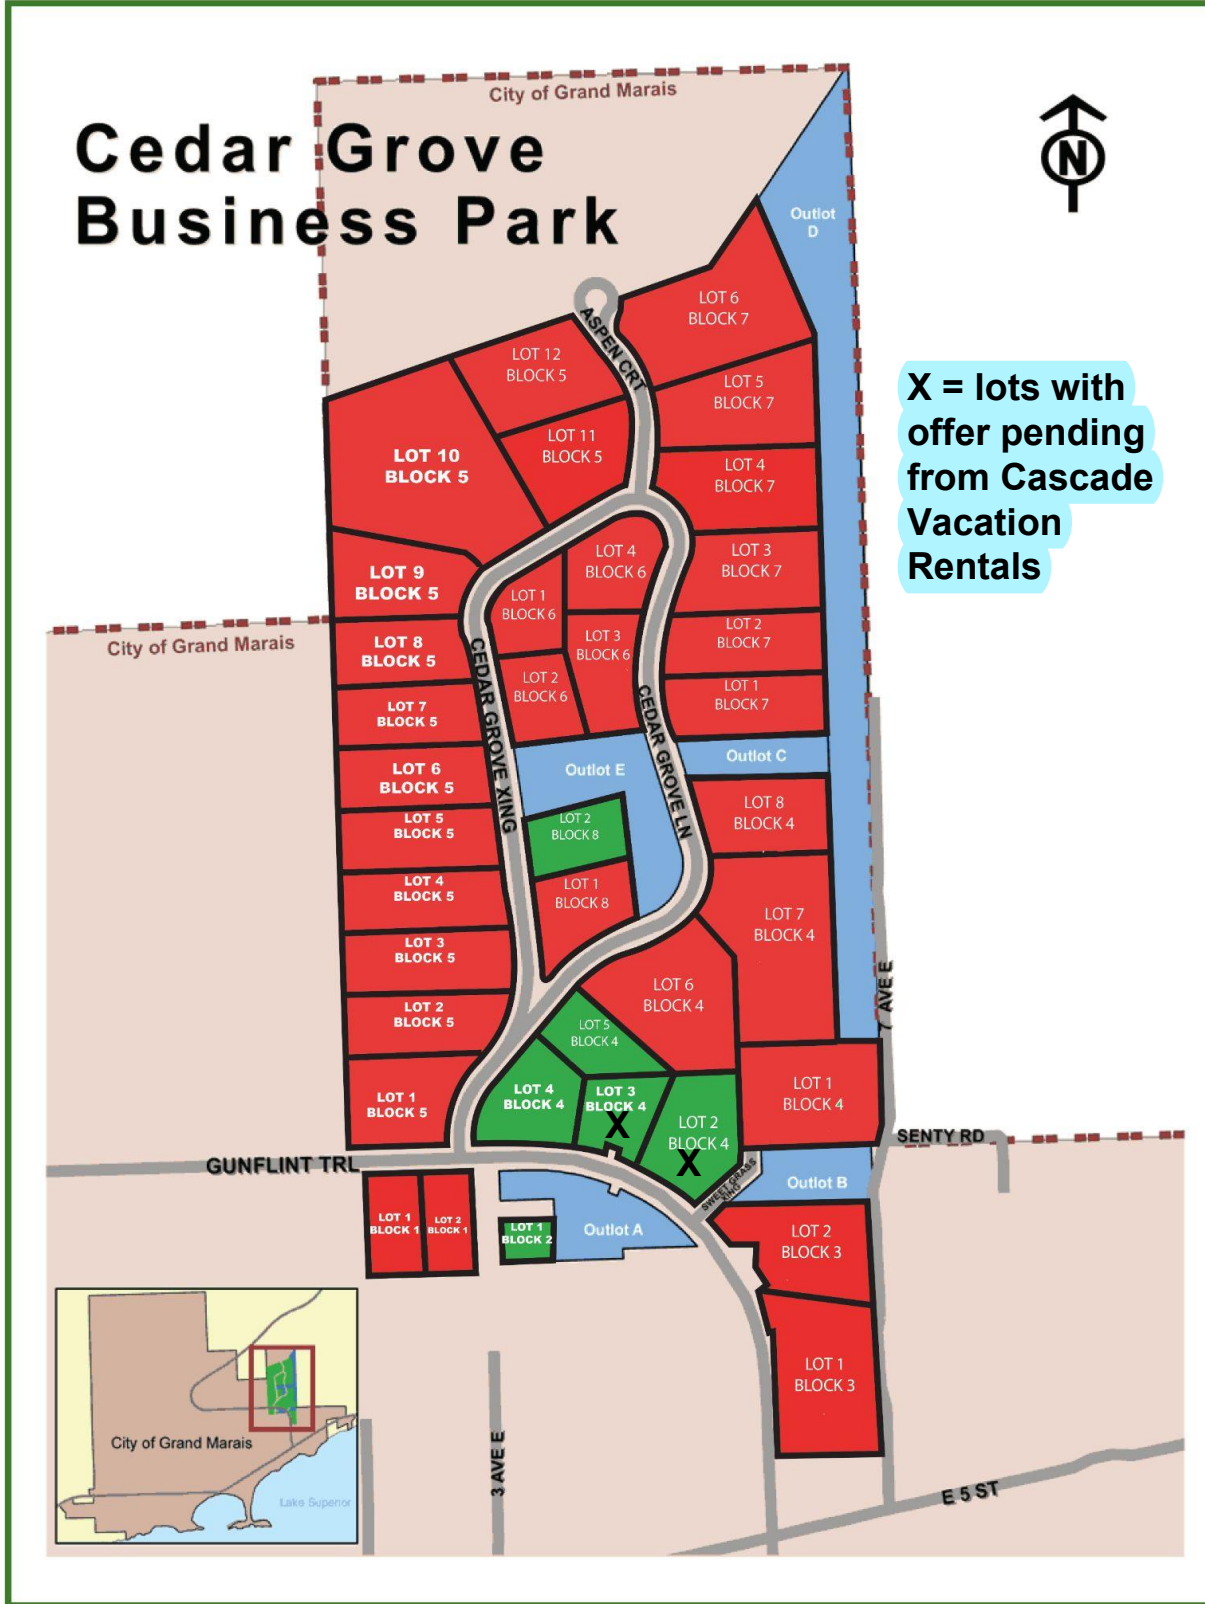 City of Grand Marais
Cedar Grove
Business Park
N
Outlot
D
LOT 6
BLOCK 7
ASPEN CRT
LOT 12
BLOCK 5
LOT 5
BLOCK 7
X = lots with
offer pending
from Cascade
Vacation
Rentals
LOT 11
BLOCK 5
LOT 10
BLOCK 5
LOT 4
BLOCK 7
LOT 4
BLOCK 6
LOT 3
BLOCK 7
LOT 9
BLOCK 5
LOT 1
BLOCK 6
LOT 2
BLOCK 7
LOT 3
BLOCK 6
City of Grand Marais
LOT 8
BLOCK 5
CEDAR GROVE XING
LOT 2
BLOCK 6
CEDAR GROVE LN
LOT 1
BLOCK 7
LOT 7
BLOCK 5
Outlot C
Outlot E
LOT 6
BLOCK 5
LOT 8
BLOCK 4
LOT 5
BLOCK 5
LOT 2
BLOCK 8
LOT 4
BLOCK 5
LOT 1
BLOCK 8
LOT 7
BLOCK 4
LOT 3
BLOCK 5
LOT 6
BLOCK 4
7 AVE E
LOT 2
BLOCK 5
LOT 5
BLOCK 4
LOT 1
BLOCK 5
LOT 4
BLOCK 4
LOT 3
BLOCK 4
X
LOT 2
BLOCK 4
X
LOT 1
BLOCK 4
SENTY RD
GUNFLINT TRL
SWEET GRASS
XING
Outlot B
LOT 1
BLOCK 1
LOT 2
BLOCK 1
LOT 1
BLOCK 2
Outlot A
LOT 2
BLOCK 3
LOT 1
BLOCK 3
City of Grand Marais
Lake Superior
3 AVE E
E 5 ST